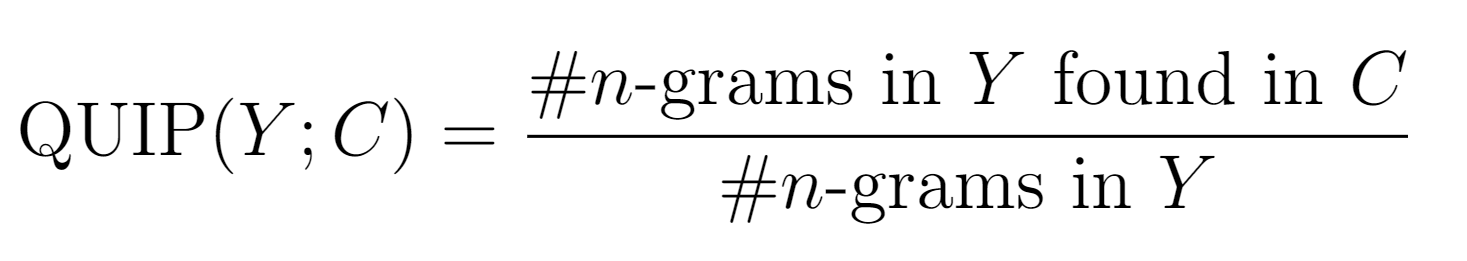 QUIP(Y; C) = #n-grams in Y found in C / #n-grams in Y